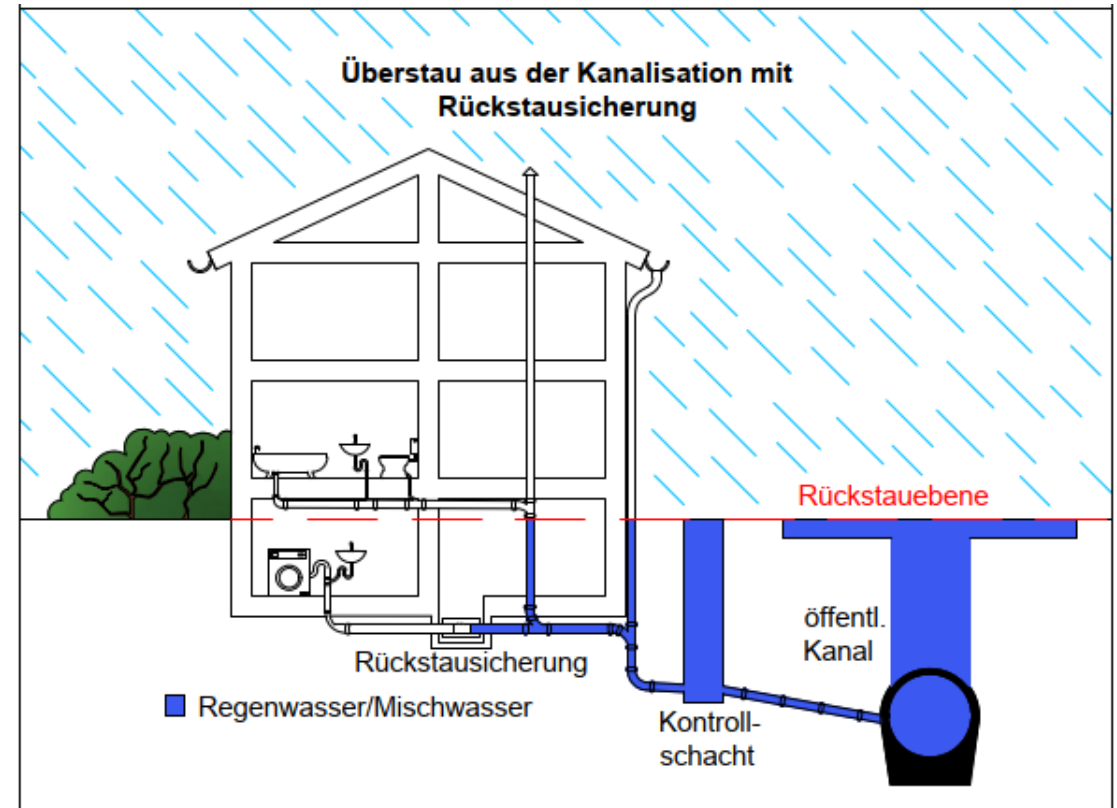 Überstau aus der Kanalisation mit
Rückstausicherung
Rückstauebene
öffentl.
Kanal
Rückstausicherung
Regenwasser/Mischwasser
Kontroll-
schacht